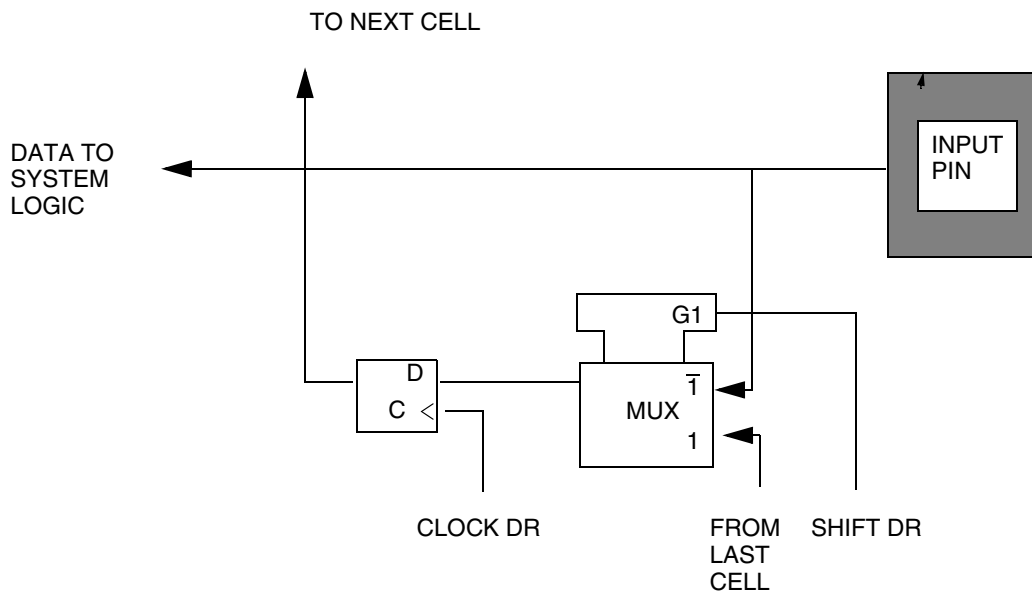 TO NEXT CELL
DATA TO
SYSTEM
LOGIC
INPUT
PIN
G1
D
C
MUX
1̅
1
CLOCK DR
FROM
LAST
CELL
SHIFT DR